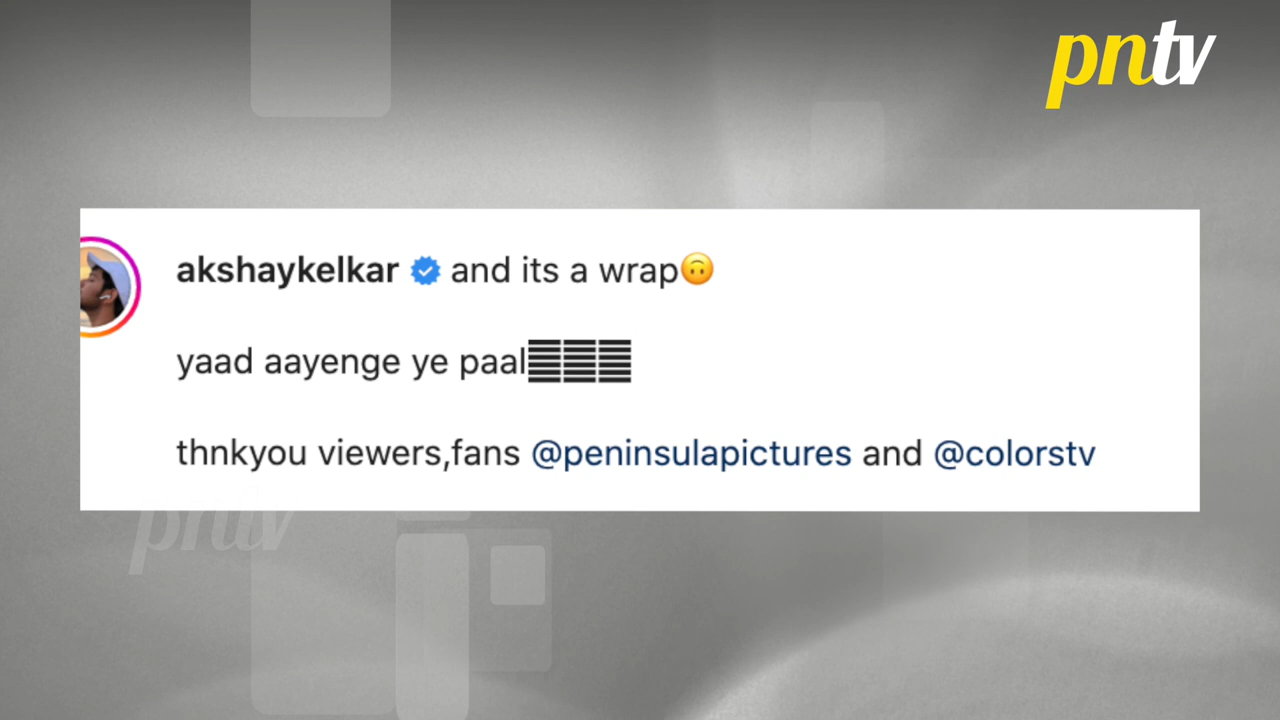 pntv
akshaykelkar and its a wrap🙃
yaad aayenge ye paal
thnkyou viewers,fans @peninsulapictures and @colorstv
pntv